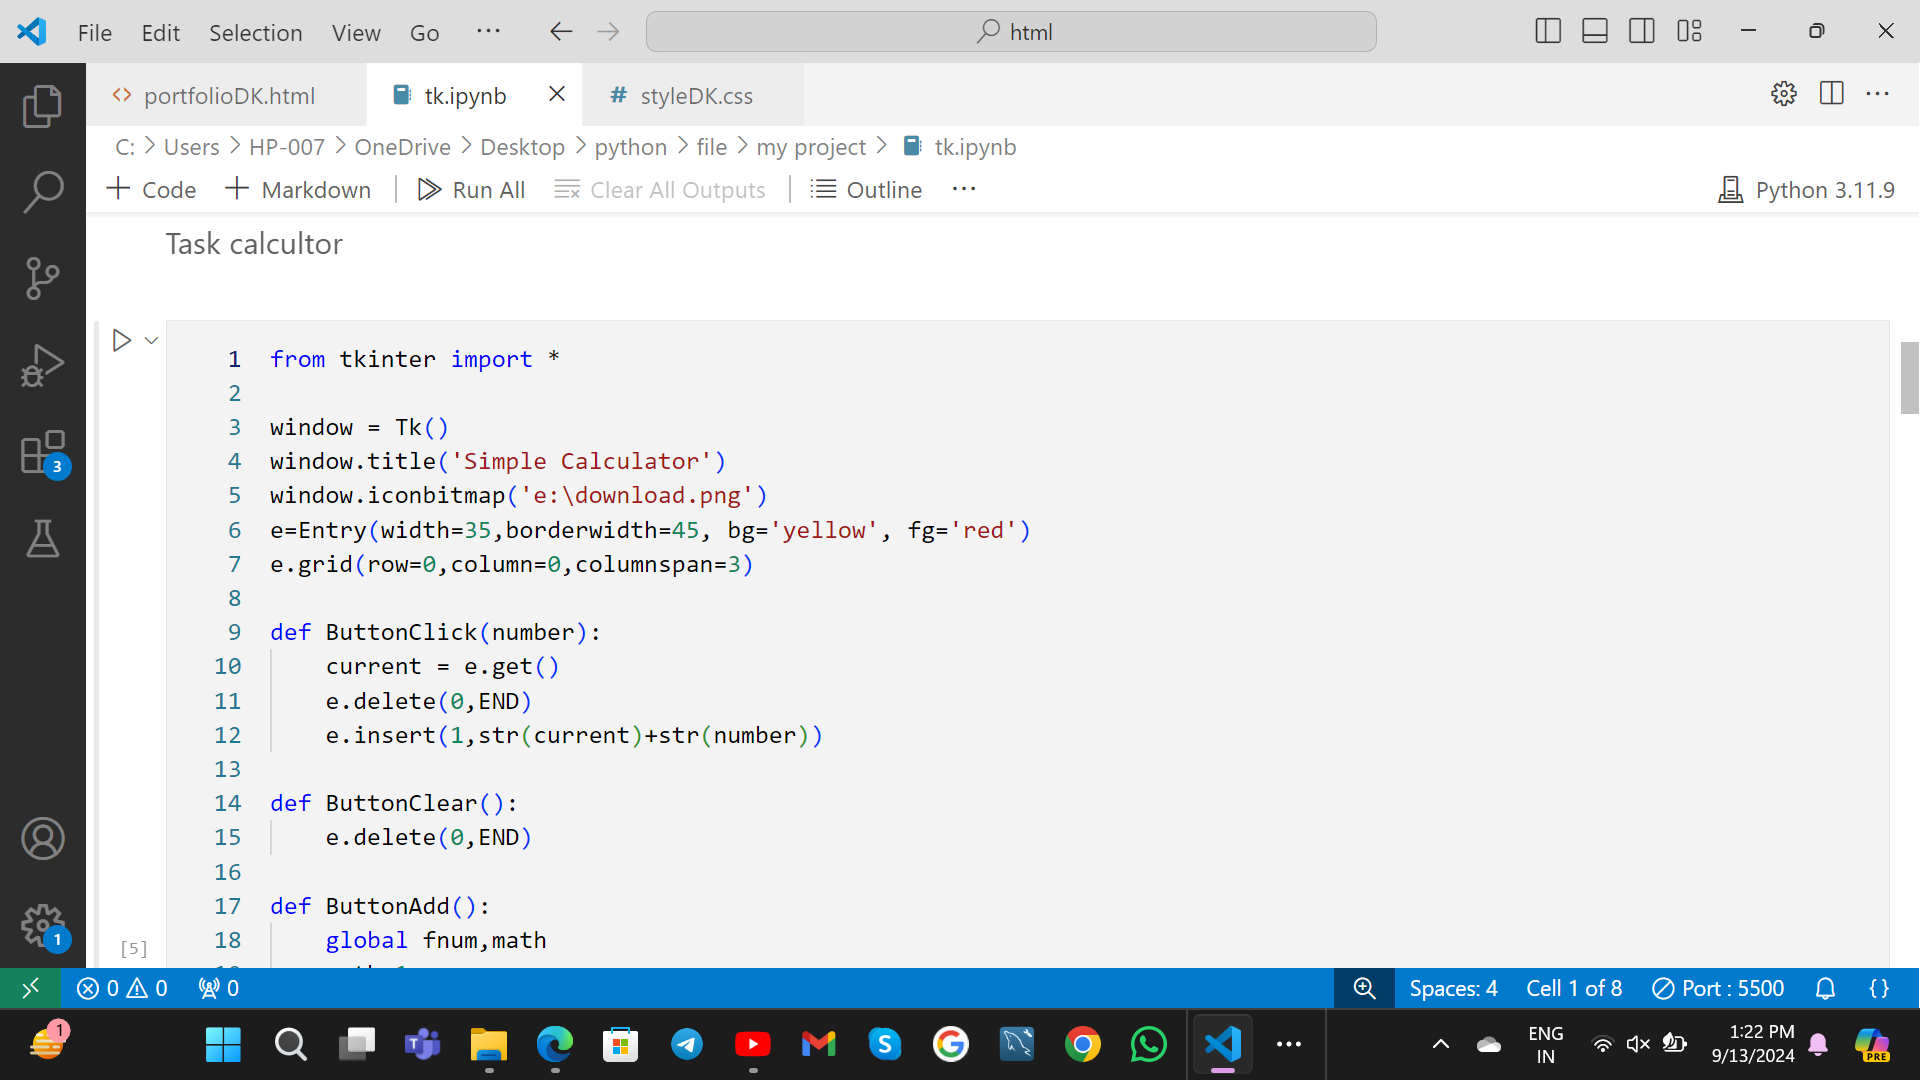 File Edit Selection View Go ··· html
portfolioDK.html tk.ipynb # styleDK.css ···
C: > Users > HP-007 > OneDrive > Desktop > python > file > my project > tk.ipynb
+ Code + Markdown | Run All Clear All Outputs | Outline ··· Python 3.11.9
Task calcultor
1 from tkinter import *
2
3 window = Tk()
4 window.title('Simple Calculator')
5 window.iconbitmap('e:\download.png')
6 e=Entry(width=35,borderwidth=45, bg='yellow', fg='red')
7 e.grid(row=0,column=0,columnspan=3)
8
9 def ButtonClick(number):
10 current = e.get()
11 e.delete(0,END)
12 e.insert(1,str(current)+str(number))
13
14 def ButtonClear():
15 e.delete(0,END)
16
17 def ButtonAdd():
18 global fnum,math
[5]
3
1
0 0 0 Spaces: 4 Cell 1 of 8 Port : 5500 {}
1 ENG 1:22 PM
IN 9/13/2024 PRE